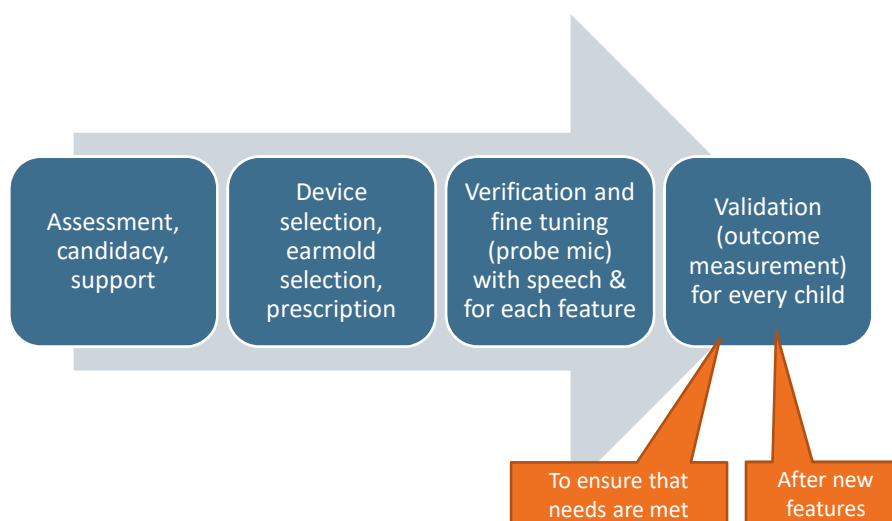 Assessment,
candidacy,
support
Device
selection,
earmold
selection,
prescription
Verification and
fine tuning
(probe mic)
with speech &
for each feature
Validation
(outcome
measurement)
for every child
To ensure that
needs are met
After new
features